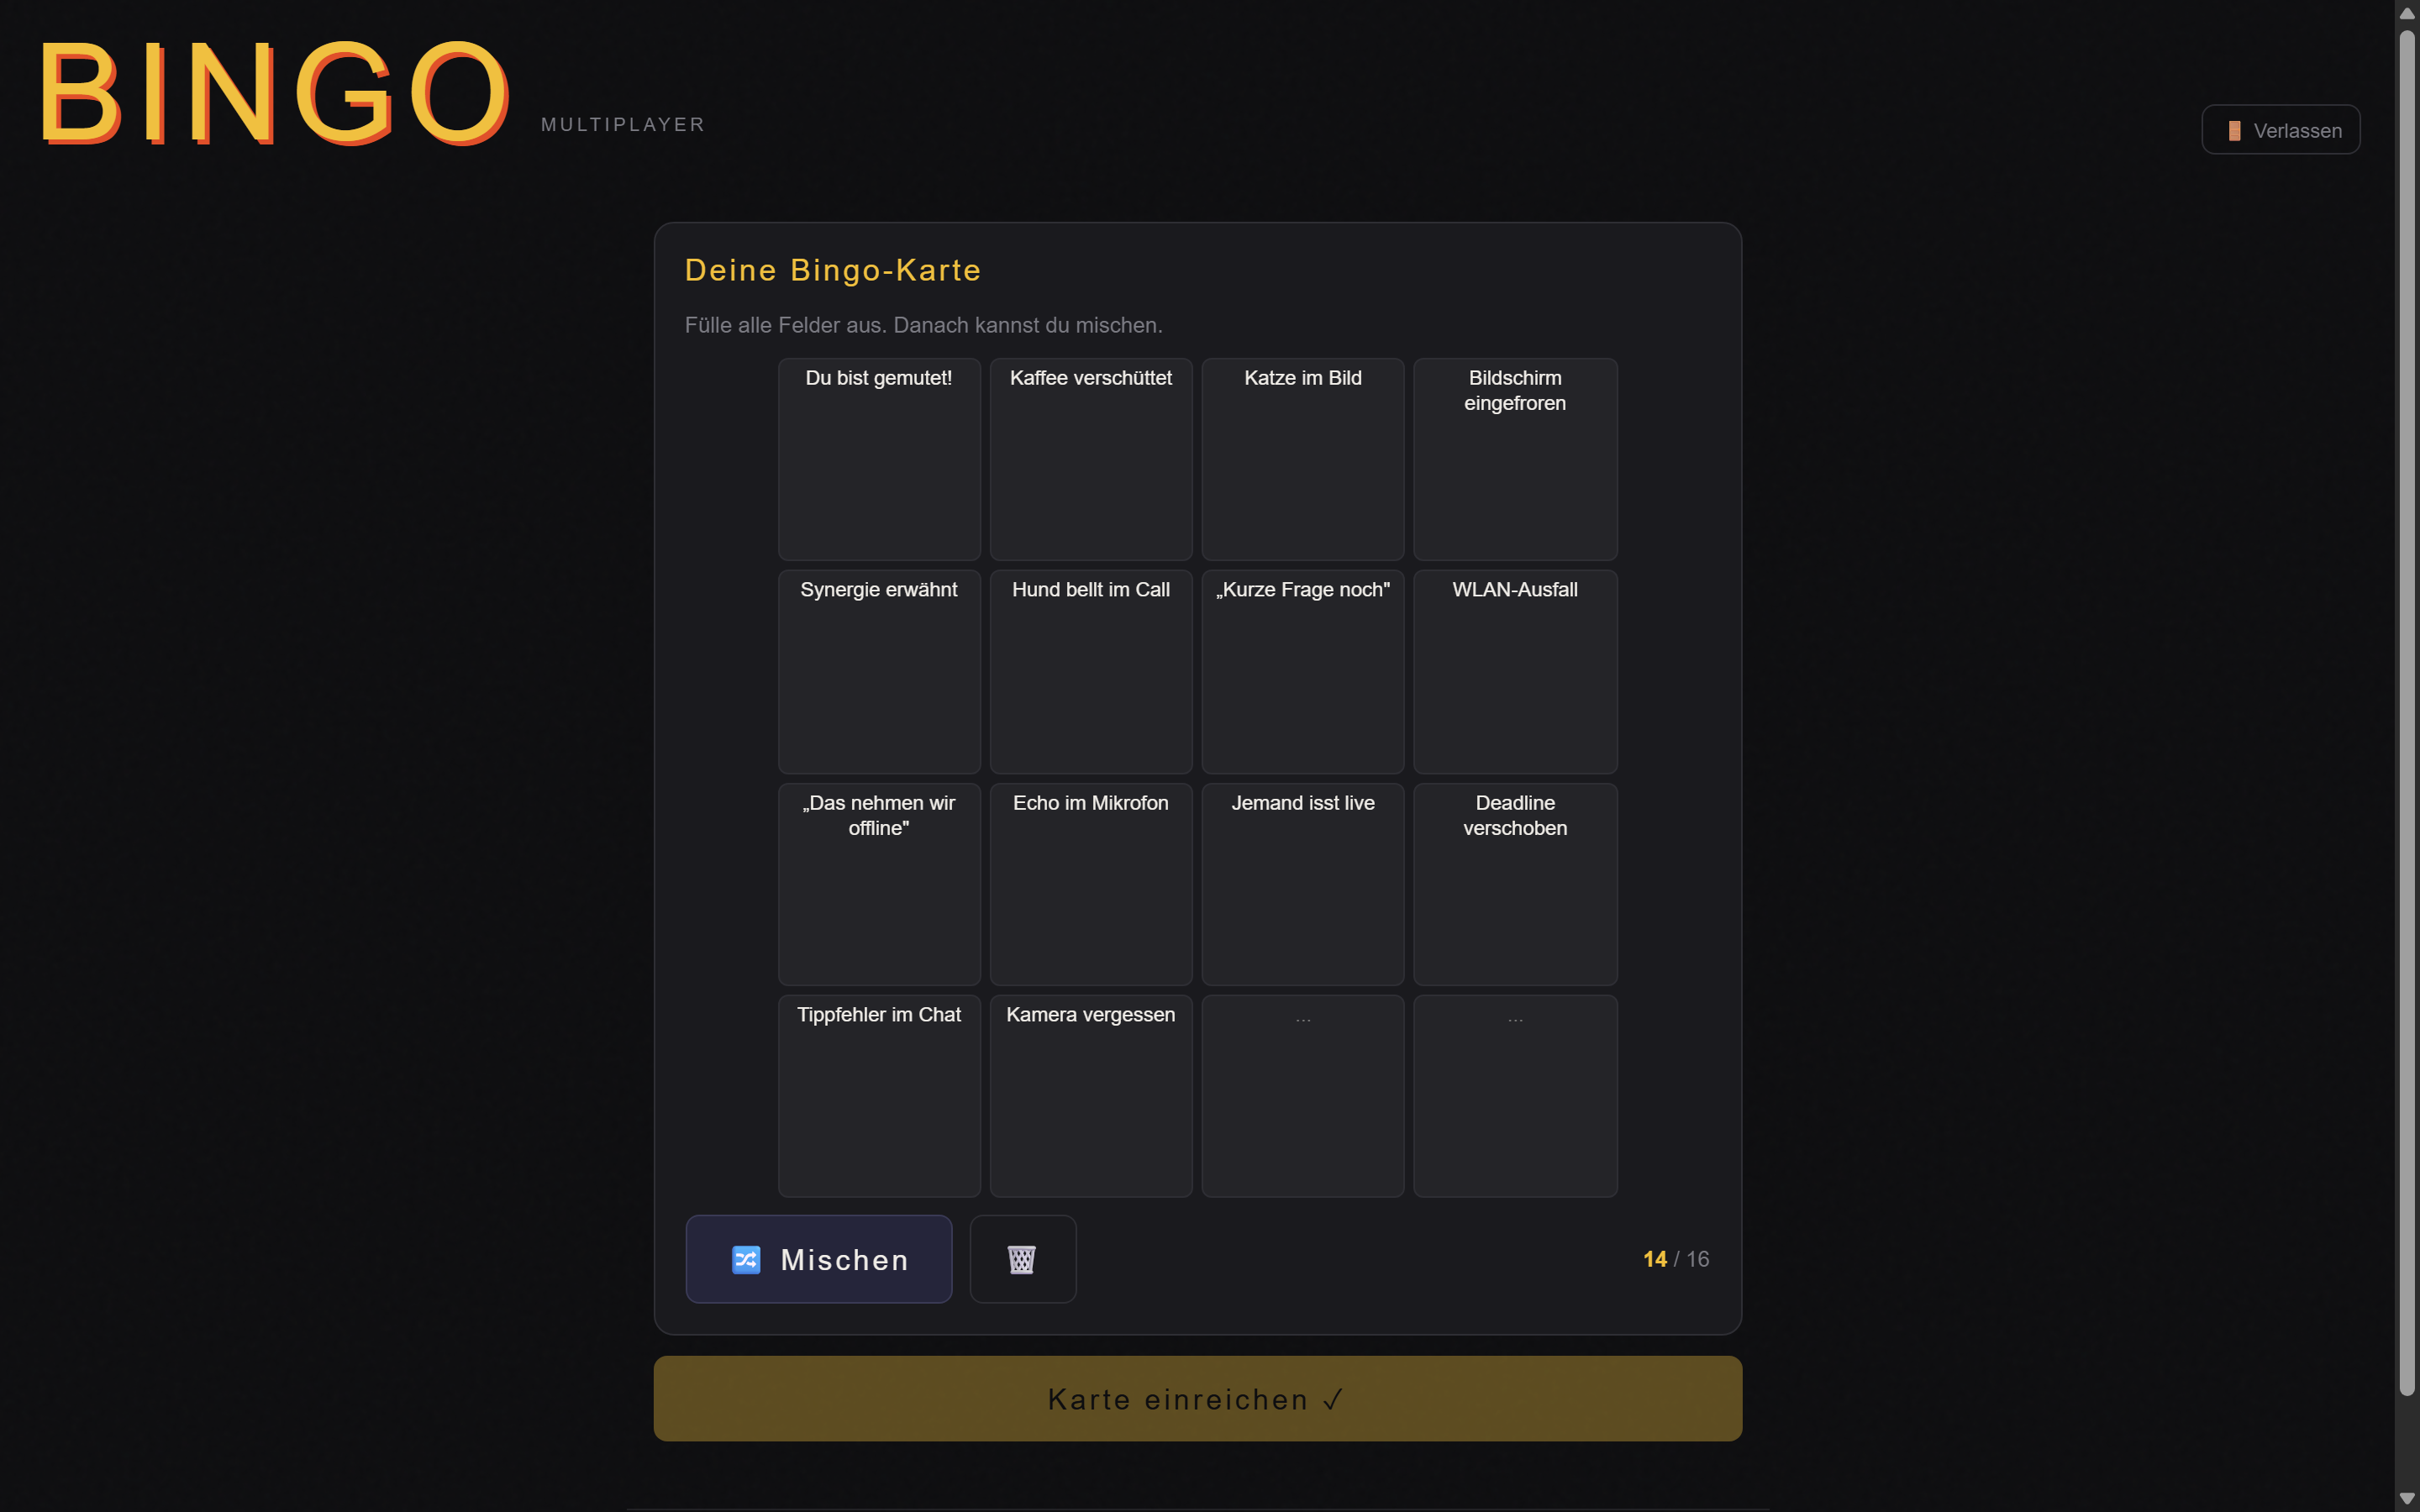 BINGO MULTIPLAYER
Verlassen
Deine Bingo-Karte
Fülle alle Felder aus. Danach kannst du mischen.
Du bist gemutet!
Kaffee verschüttet
Katze im Bild
Bildschirm
eingefroren
Synergie erwähnt
Hund bellt im Call
„Kurze Frage noch"
WLAN-Ausfall
„Das nehmen wir
offline"
Echo im Mikrofon
Jemand isst live
Deadline
verschoben
Tippfehler im Chat
Kamera vergessen
...
...
Mischen
14 / 16
Karte einreichen ✓